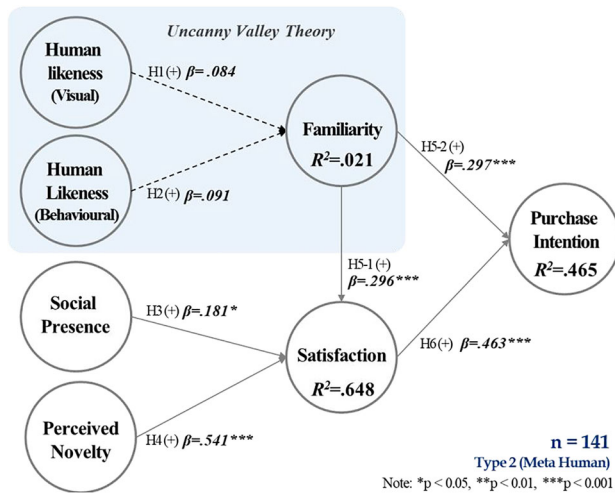 Uncanny Valley Theory
Human
likeness
(Visual)
H1(+) β=.084
Familiarity
R²=.021
Human
Likeness
(Behavioural)
H2(+) β=.091
H5-2(+)
β=.297***
Purchase
Intention
R²=.465
H5-1(+)
β=.296***
Social
Presence
H3(+) β=.181*
Satisfaction
R²=.648
H6(+) β=.463***
Perceived
Novelty
H4(+) β=.541***
n = 141
Type 2 (Meta Human)
Note: *p < 0.05, **p < 0.01, ***p < 0.001